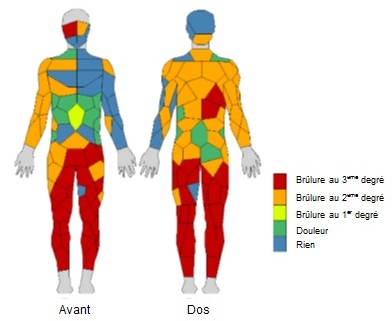 Brûlure au 3ème degré
Brûlure au 2ème degré
Brûlure au 1er degré
Douleur
Rien
Avant
Dos